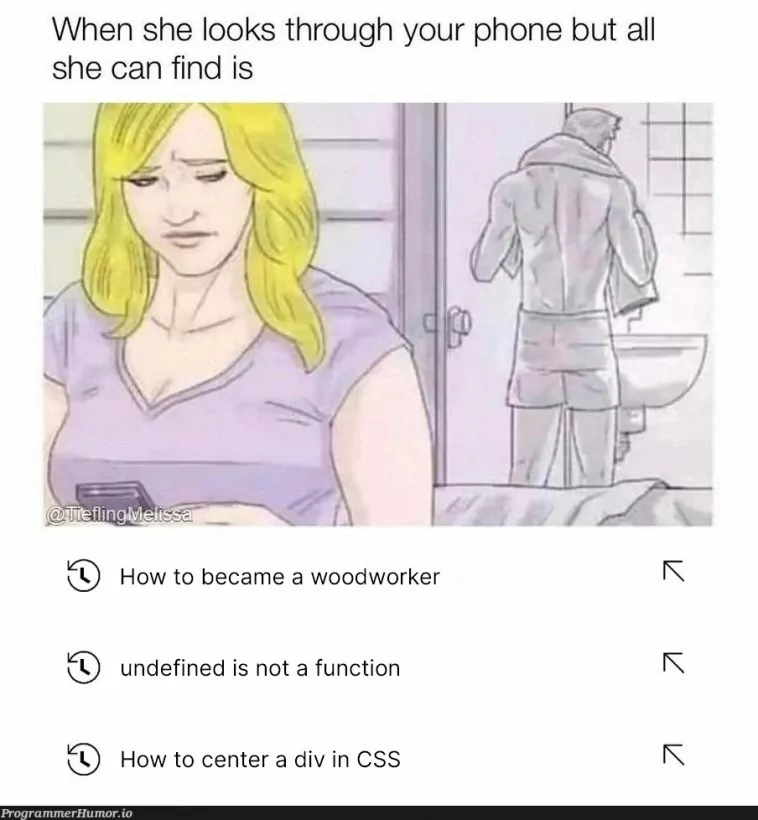 When she looks through your phone but all
she can find is
@TieflingMelissa
How to became a woodworker
undefined is not a function
How to center a div in CSS
ProgrammerHumor.io